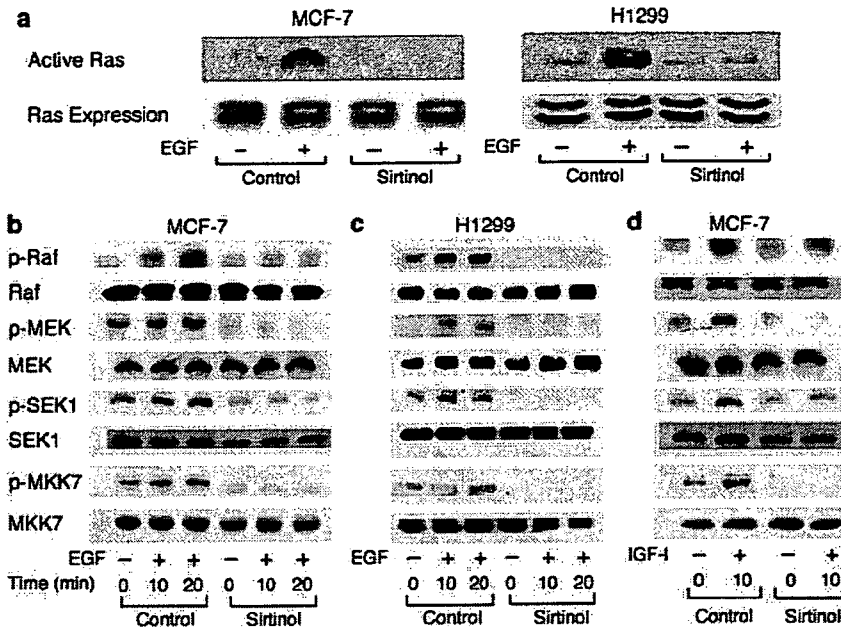 a
MCF-7
H1299
Active Ras
Ras Expression
EGF − + − +
Control Sirtinol
EGF − + − +
Control Sirtinol
b
MCF-7
c
H1299
d
MCF-7
p-Raf
Raf
p-MEK
MEK
p-SEK1
SEK1
p-MKK7
MKK7
EGF − + + − + +
Time (min) 0 10 20 0 10 20
Control Sirtinol
EGF − + + − + +
0 10 20 0 10 20
Control Sirtinol
IGF-I − + − +
0 10 0 10
Control Sirtinol